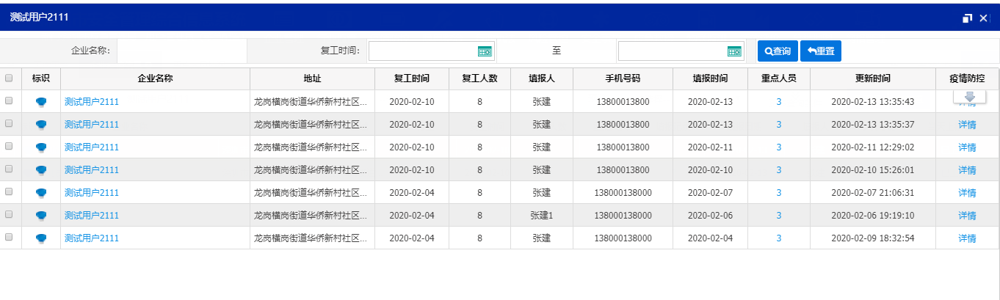 测试用户2111
企业名称: 复工时间: 至 查询 重置
标识 企业名称 地址 复工时间 复工人数 填报人 手机号码 填报时间 重点人员 更新时间 疫情防控
测试用户2111 龙岗横岗街道华侨新村社区... 2020-02-10 8 张建 13800013800 2020-02-13 3 2020-02-13 13:35:43 详情
测试用户2111 龙岗横岗街道华侨新村社区... 2020-02-10 8 张建 13800013800 2020-02-13 3 2020-02-13 13:35:37 详情
测试用户2111 龙岗横岗街道华侨新村社区... 2020-02-10 8 张建 13800013800 2020-02-11 3 2020-02-11 12:29:02 详情
测试用户2111 龙岗横岗街道华侨新村社区... 2020-02-10 8 张建 13800013800 2020-02-10 3 2020-02-10 15:26:01 详情
测试用户2111 龙岗横岗街道华侨新村社区... 2020-02-04 8 张建 138000138000 2020-02-07 3 2020-02-07 21:06:31 详情
测试用户2111 龙岗横岗街道华侨新村社区... 2020-02-04 8 张建1 138000138000 2020-02-06 3 2020-02-06 19:19:10 详情
测试用户2111 龙岗横岗街道华侨新村社区... 2020-02-04 8 张建 138000138000 2020-02-04 3 2020-02-09 18:32:54 详情